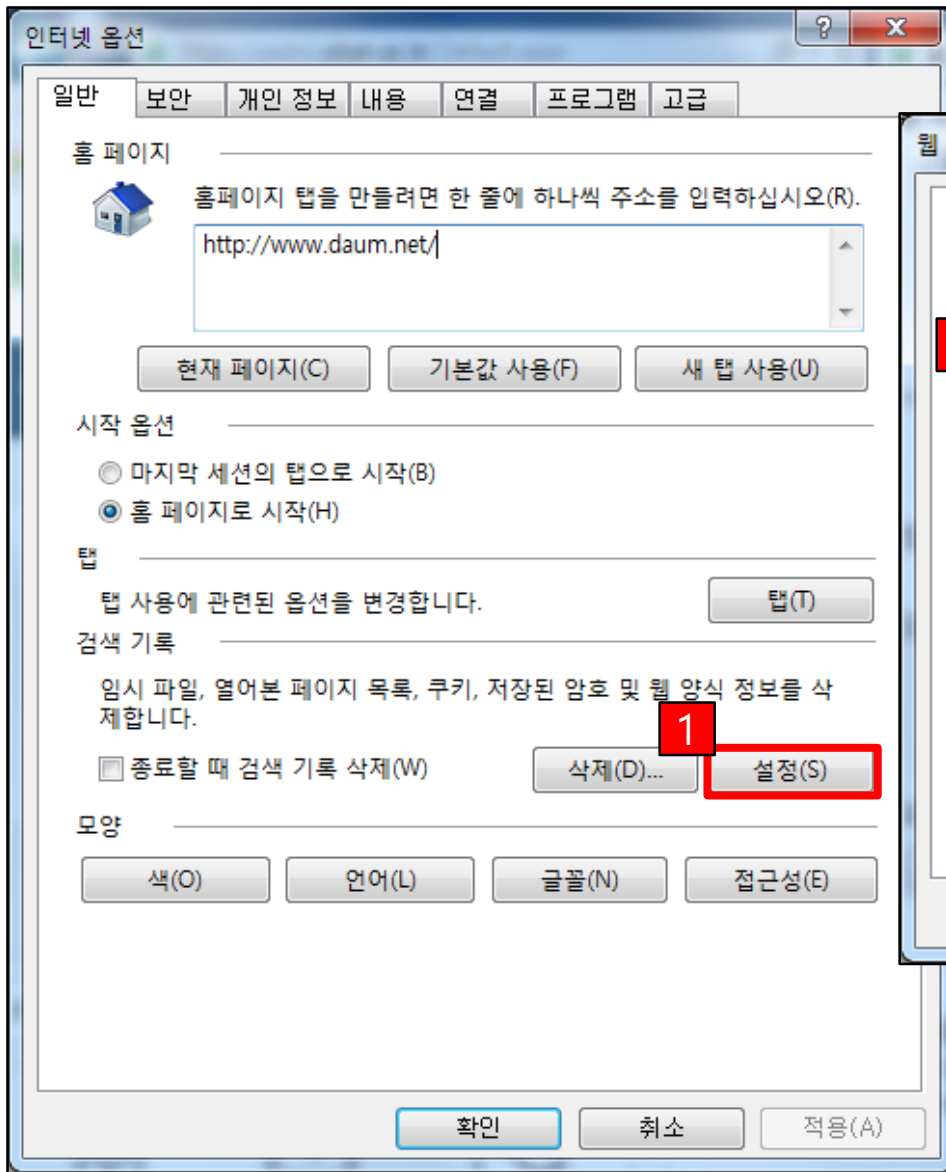 인터넷 옵션
?
일반 보안 개인 정보 내용 연결 프로그램 고급
웹
홈 페이지
홈페이지 탭을 만들려면 한 줄에 하나씩 주소를 입력하십시오(R).
http://www.daum.net/
현재 페이지(C) 기본값 사용(F) 새 탭 사용(U)
시작 옵션
마지막 세션의 탭으로 시작(B)
홈 페이지로 시작(H)
탭
탭 사용에 관련된 옵션을 변경합니다. 탭(T)
검색 기록
임시 파일, 열어본 페이지 목록, 쿠키, 저장된 암호 및 웹 양식 정보를 삭
제합니다.
1
종료할 때 검색 기록 삭제(W) 삭제(D)... 설정(S)
모양
색(O) 언어(L) 글꼴(N) 접근성(E)
확인 취소 적용(A)